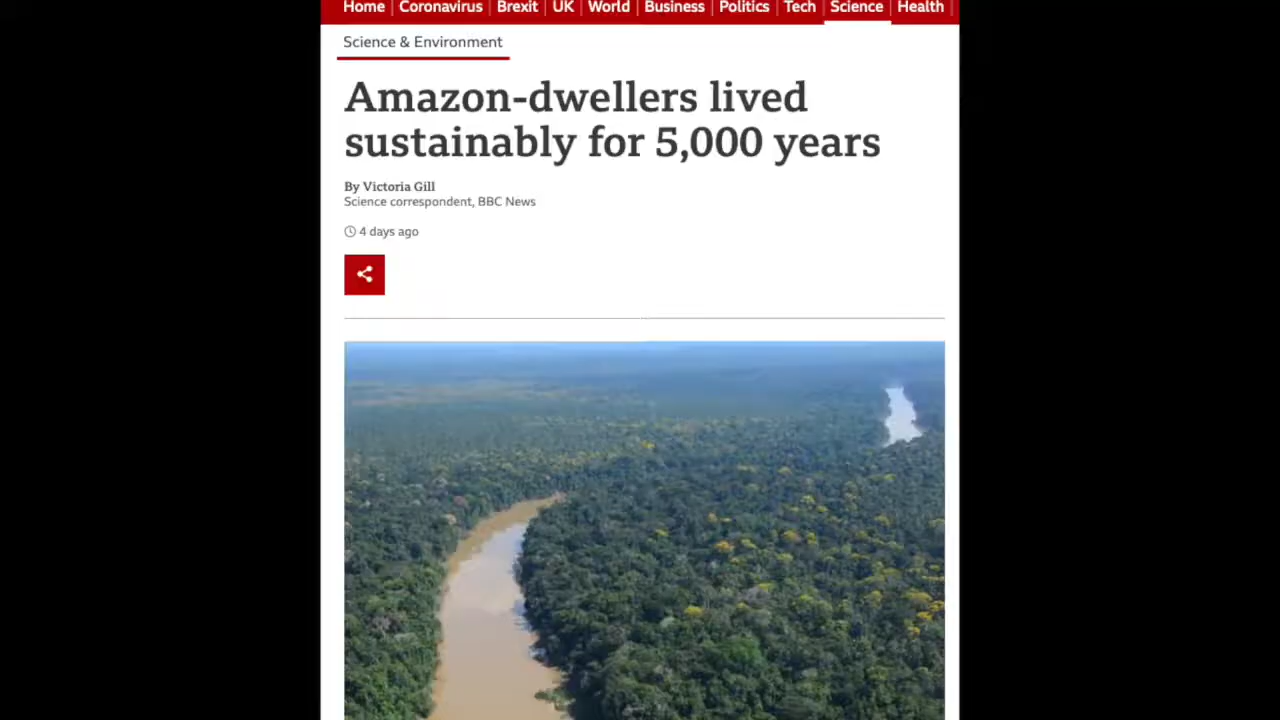 Home Coronavirus Brexit UK World Business Politics Tech Science Health
Science & Environment
Amazon-dwellers lived
sustainably for 5,000 years
By Victoria Gill
Science correspondent, BBC News
4 days ago